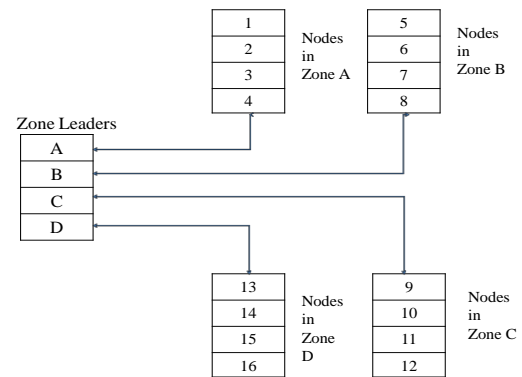 1
2
3
4
Nodes
in
Zone A
5
6
7
8
Nodes
in
Zone B
Zone Leaders
A
B
C
D
13
14
15
16
Nodes
in
Zone
D
9
10
11
12
Nodes
in
Zone C